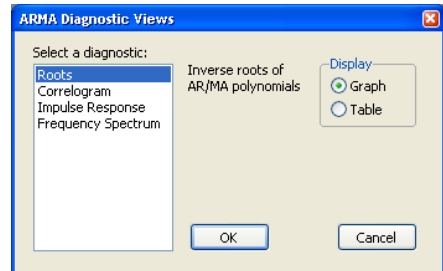 ARMA Diagnostic Views
Select a diagnostic:
Roots
Correlogram
Impulse Response
Frequency Spectrum
Inverse roots of
AR/MA polynomials
Display
Graph
Table
OK
Cancel